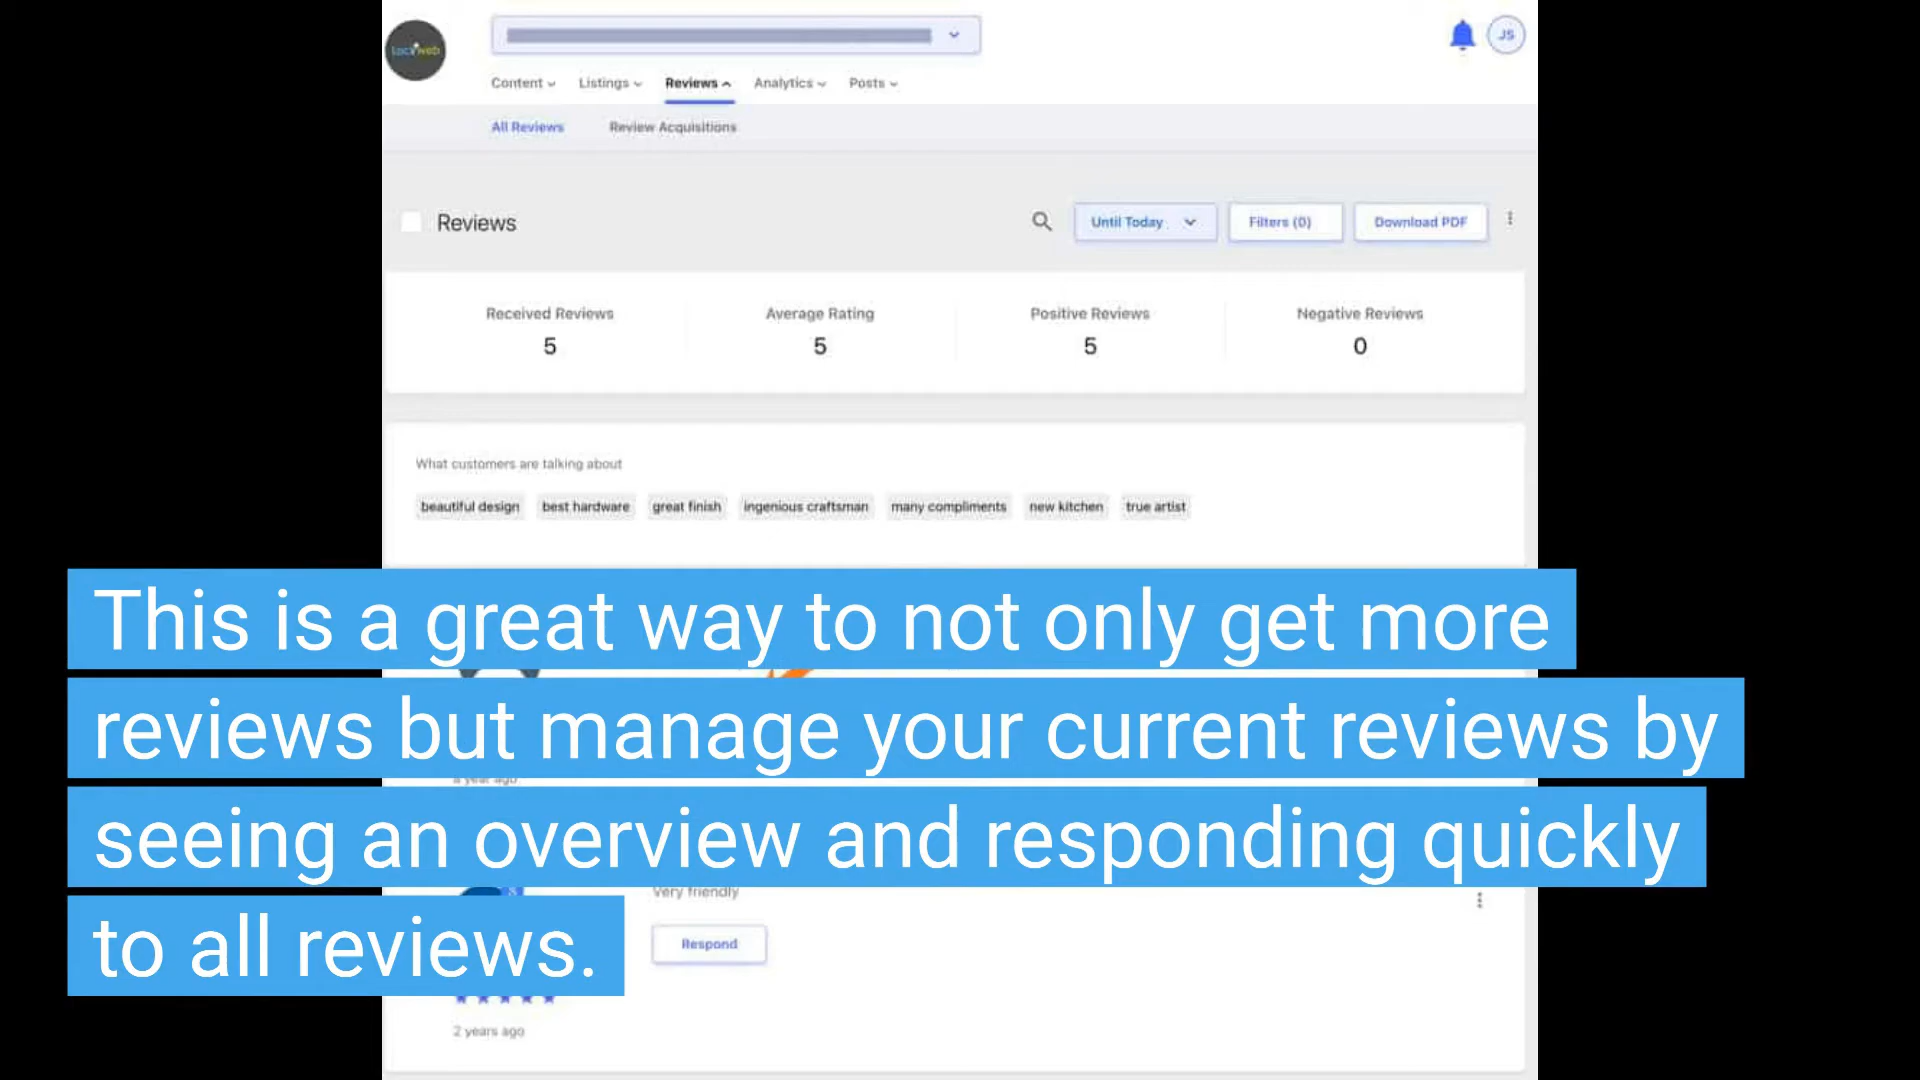 LocalWeb
JS
Content
Listings
Reviews
Analytics
Posts
All Reviews
Review Acquisitions
Reviews
Until Today
Filters (0)
Download PDF
Received Reviews
5
Average Rating
5
Positive Reviews
5
Negative Reviews
0
What customers are talking about
beautiful design
best hardware
great finish
ingenious craftsman
many compliments
new kitchen
true artist
This is a great way to not only get more
reviews but manage your current reviews by
a year ago
seeing an overview and responding quickly
Very friendly
to all reviews.
Respond
2 years ago